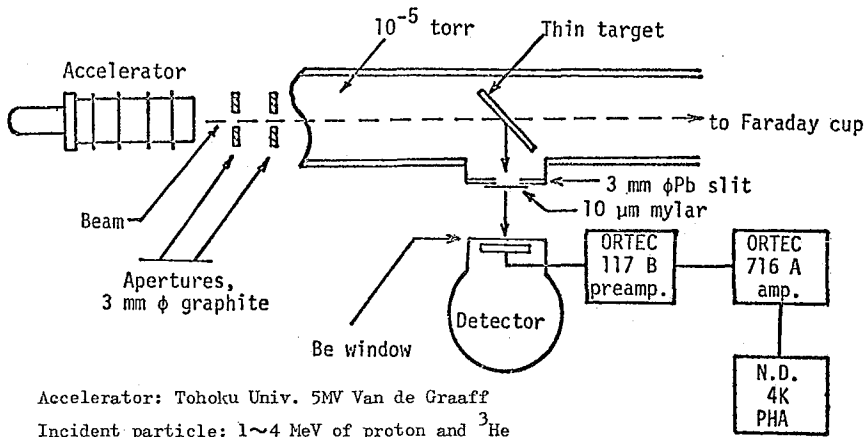 10⁻⁵ torr
Thin target
Accelerator
to Faraday cup
3 mm φPb slit
10 μm mylar
Beam
Apertures,
3 mm φ graphite
ORTEC
117 B
preamp.
ORTEC
716 A
amp.
Detector
Be window
N.D.
4K
PHA
Accelerator: Tohoku Univ. 5MV Van de Graaff
Incident particle: 1~4 MeV of proton and ³He